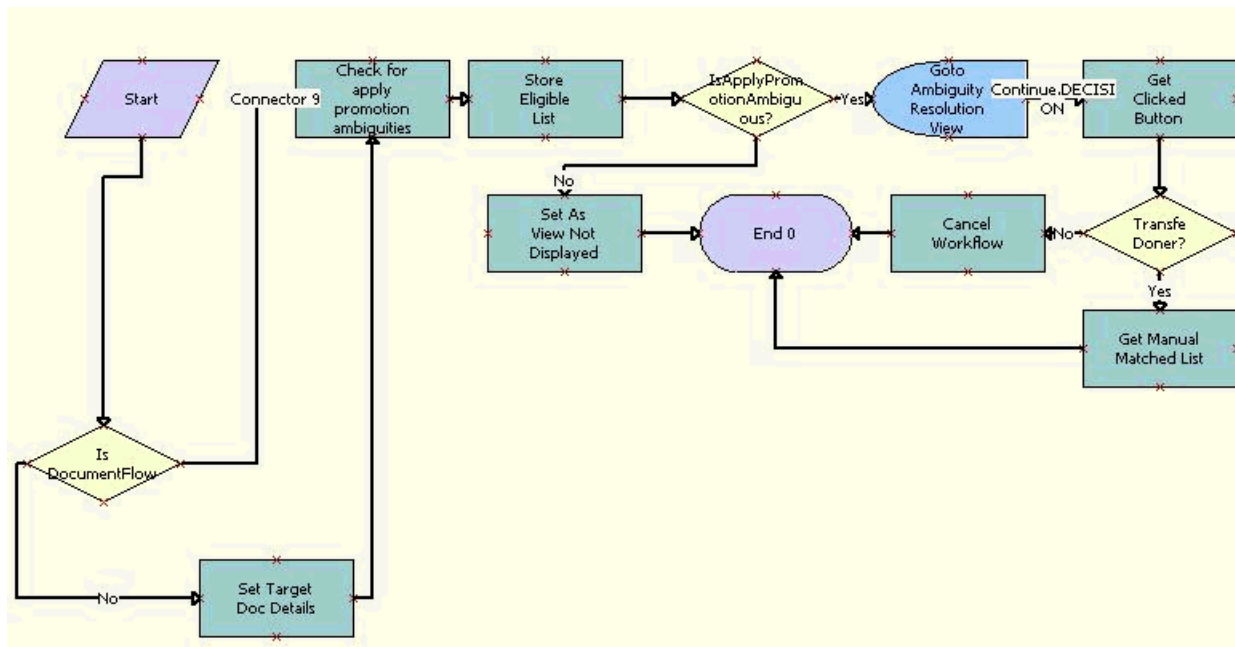 Start
Connector 9
Check for
apply
promotion
ambiguities
Store
Eligible
List
IsApplyProm
otionAmbigu
ous?
Yes
Goto
Ambiguity
Resolution
View
Continue.DECISI
ON
Get
Clicked
Button
No
Set As
View Not
Displayed
End 0
Cancel
Workflow
No
Transfe
Doner?
Yes
Get Manual
Matched List
Is
DocumentFlow
No
Set Target
Doc Details